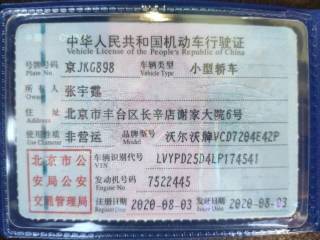 中华人民共和国机动车行驶证
Vehicle License of the People's Republic of China
号牌号码 京JKG898 车辆类型 小型轿车
Plate No. Vehicle Type
所有人 张宇霆
Owner
住址 北京市丰台区长辛店谢家大院6号
Address
使用性质 非营运 品牌型号 沃尔沃牌VCD7204E42P
Use Character Model
北京市公
安局公安
交通管理局
车辆识别代号 LVYPD25D4LP174541
VIN
发动机号码 7522445
Engine No.
注册日期 2020-08-03 发证日期 2020-08-03
Register Date Issue Date